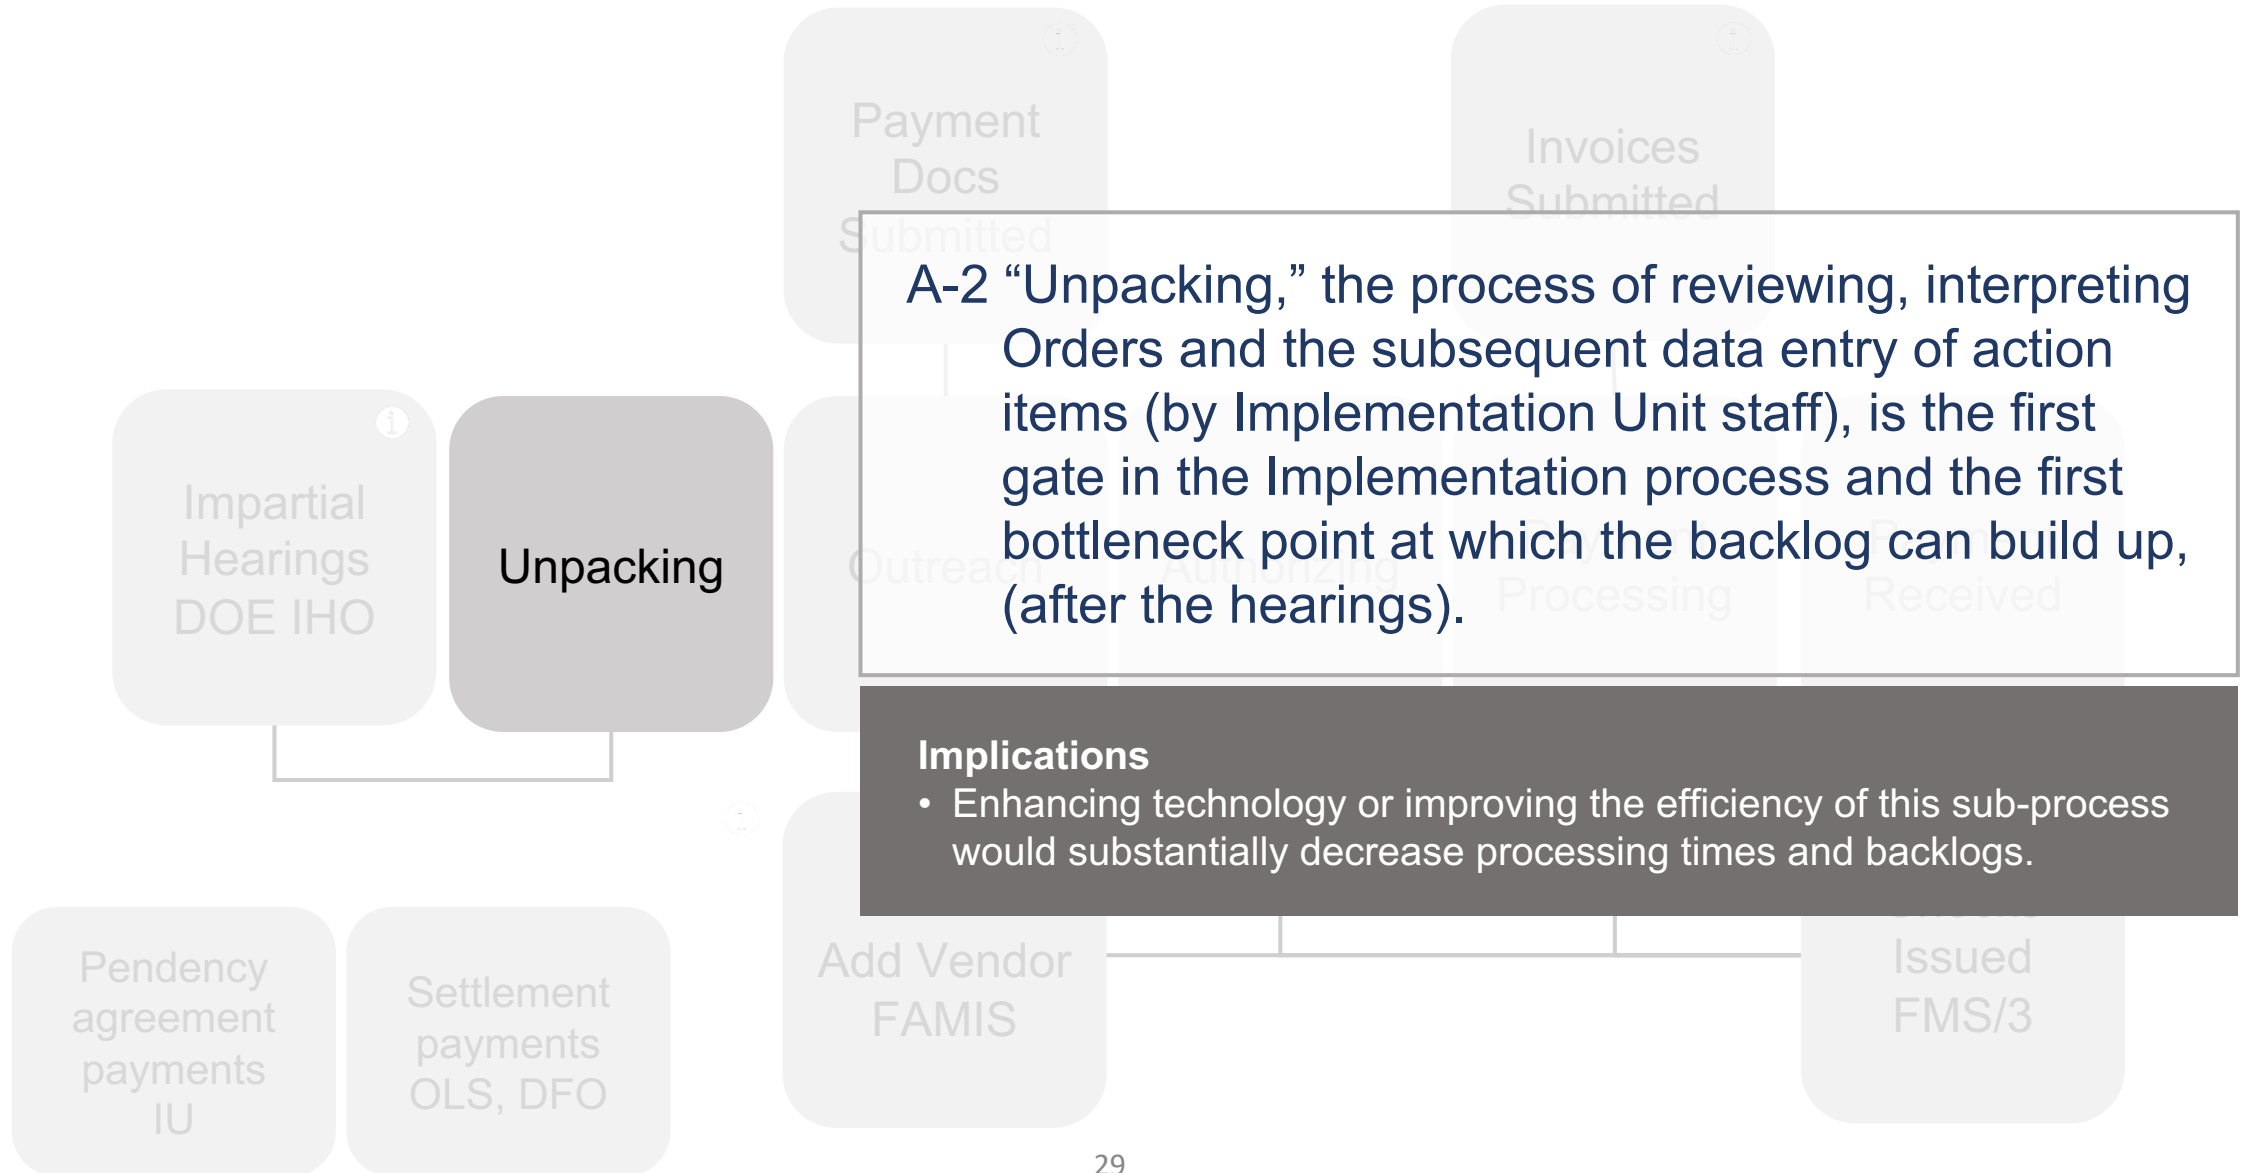 Payment
Docs
Submitted
Invoices
Submitted
A-2 “Unpacking,” the process of reviewing, interpreting
Orders and the subsequent data entry of action
items (by Implementation Unit staff), is the first
gate in the Implementation process and the first
bottleneck point at which the backlog can build up,
(after the hearings).
Impartial
Hearings
DOE IHO
Unpacking
Outreach
Authorizing
Processing
Received
Implications
• Enhancing technology or improving the efficiency of this sub-process
would substantially decrease processing times and backlogs.
Pendency
agreement
payments
IU
Settlement
payments
OLS, DFO
Add Vendor
FAMIS
Issued
FMS/3
29